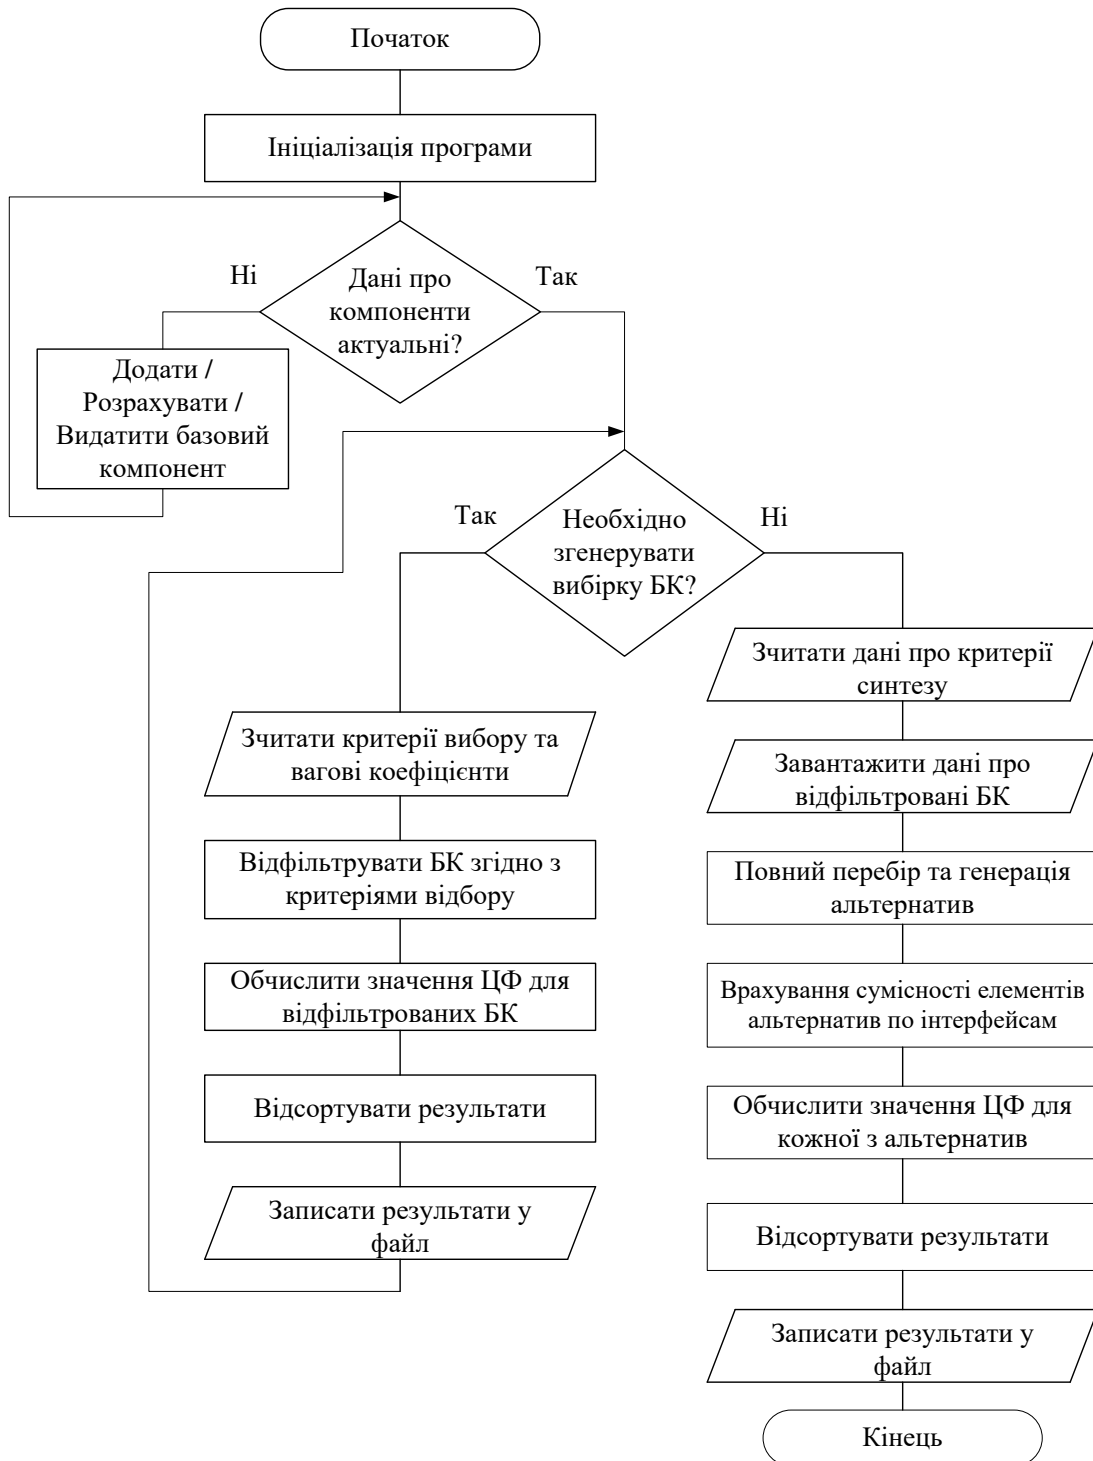 Початок
Ініціалізація програми
Ні
Дані про
компоненти
актуальні?
Так
Додати /
Розрахувати /
Видатити базовий
компонент
Так
Необхідно
згенерувати
вибірку БК?
Ні
Зчитати критерії вибору та
вагові коефіцієнти
Відфільтрувати БК згідно з
критеріями відбору
Обчислити значення ЦФ для
відфільтрованих БК
Відсортувати результати
Записати результати у
файл
Зчитати дані про критерії
синтезу
Завантажити дані про
відфільтровані БК
Повний перебір та генерація
альтернатив
Врахування сумісності елементів
альтернатив по інтерфейсам
Обчислити значення ЦФ для
кожної з альтернатив
Відсортувати результати
Записати результати у
файл
Кінець